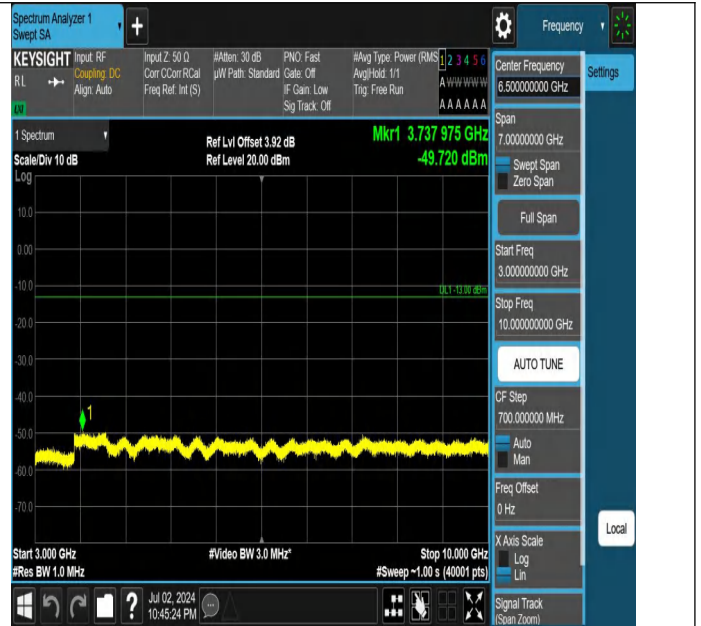 Spectrum Analyzer 1
Swept SA
+
Frequency
KEYSIGHT
RL
LXI
Input: RF
Coupling: DC
Align: Auto
Input Z: 50 Ω
Corr CCorr RCal
Freq Ref: Int (S)
#Atten: 30 dB
µW Path: Standard
PNO: Fast
Gate: Off
IF Gain: Low
Sig Track: Off
#Avg Type: Power (RMS
Avg|Hold: 1/1
Trig: Free Run
1 2 3 4 5 6
A W W W W W
A A A A A A
1 Spectrum
Scale/Div 10 dB
Log
Ref Lvl Offset 3.92 dB
Ref Level 20.00 dBm
Mkr1 3.737 975 GHz
-49.720 dBm
10.0
0.00
-10.0
DL1 -13.00 dBm
-20.0
-30.0
-40.0
1
-50.0
-60.0
-70.0
Start 3.000 GHz
#Res BW 1.0 MHz
#Video BW 3.0 MHz*
Stop 10.000 GHz
#Sweep ~1.00 s (40001 pts)
Jul 02, 2024
10:45:24 PM
?
Center Frequency
6.500000000 GHz
Settings
Span
7.00000000 GHz
Swept Span
Zero Span
Full Span
Start Freq
3.000000000 GHz
Stop Freq
10.000000000 GHz
AUTO TUNE
CF Step
700.000000 MHz
Auto
Man
Freq Offset
0 Hz
X Axis Scale
Log
Lin
Signal Track
(Span Zoom)
Local